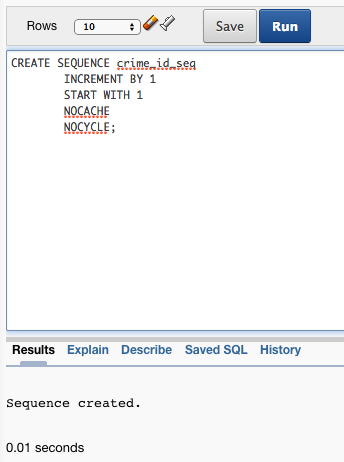 Rows 10 Save Run
CREATE SEQUENCE crime_id_seq
INCREMENT BY 1
START WITH 1
NOCACHE
NOCYCLE;
Results Explain Describe Saved SQL History
Sequence created.
0.01 seconds